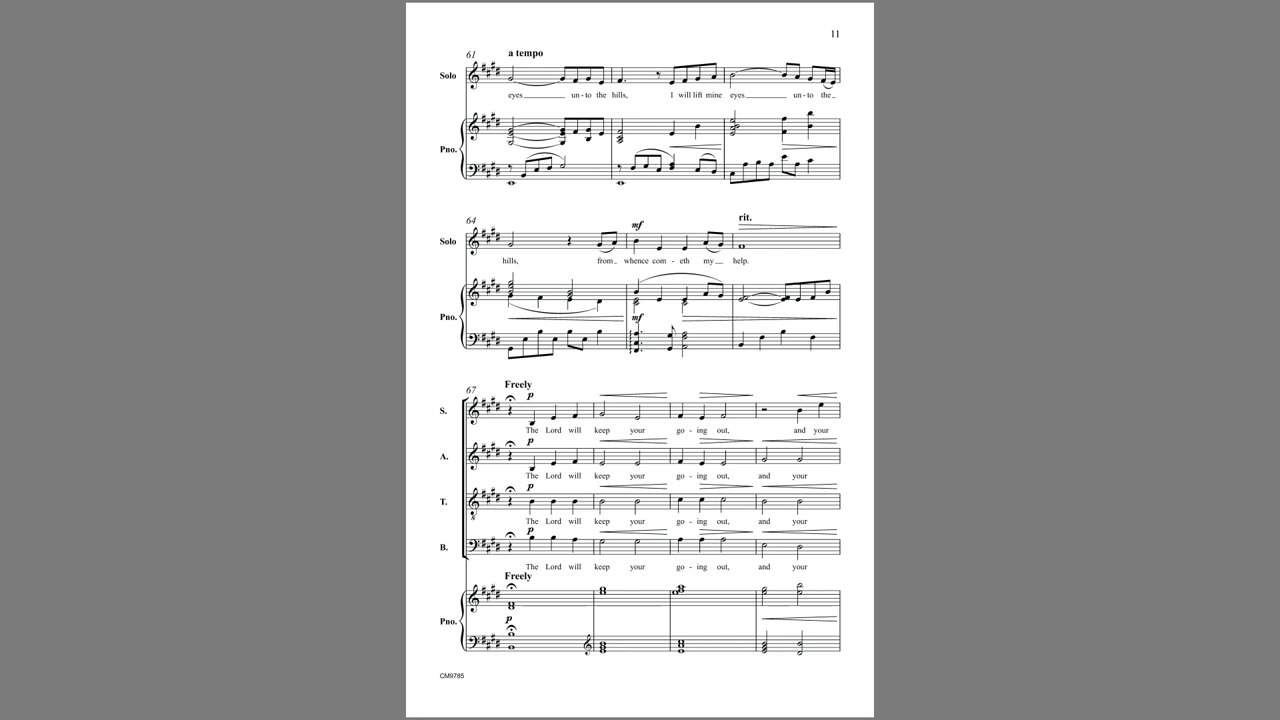 11
61
a tempo
Solo
eyes un - to the hills, I will lift mine eyes un - to the
Pno.
64
mf
rit.
Solo
hills, from whence com - eth my help.
Pno.
mf
67
Freely
p
S.
The Lord will keep your go - ing out, and your
p
A.
The Lord will keep your go - ing out, and your
p
T.
8
The Lord will keep your go - ing out, and your
p
B.
The Lord will keep your go - ing out, and your
Freely
Pno.
p
CM9785